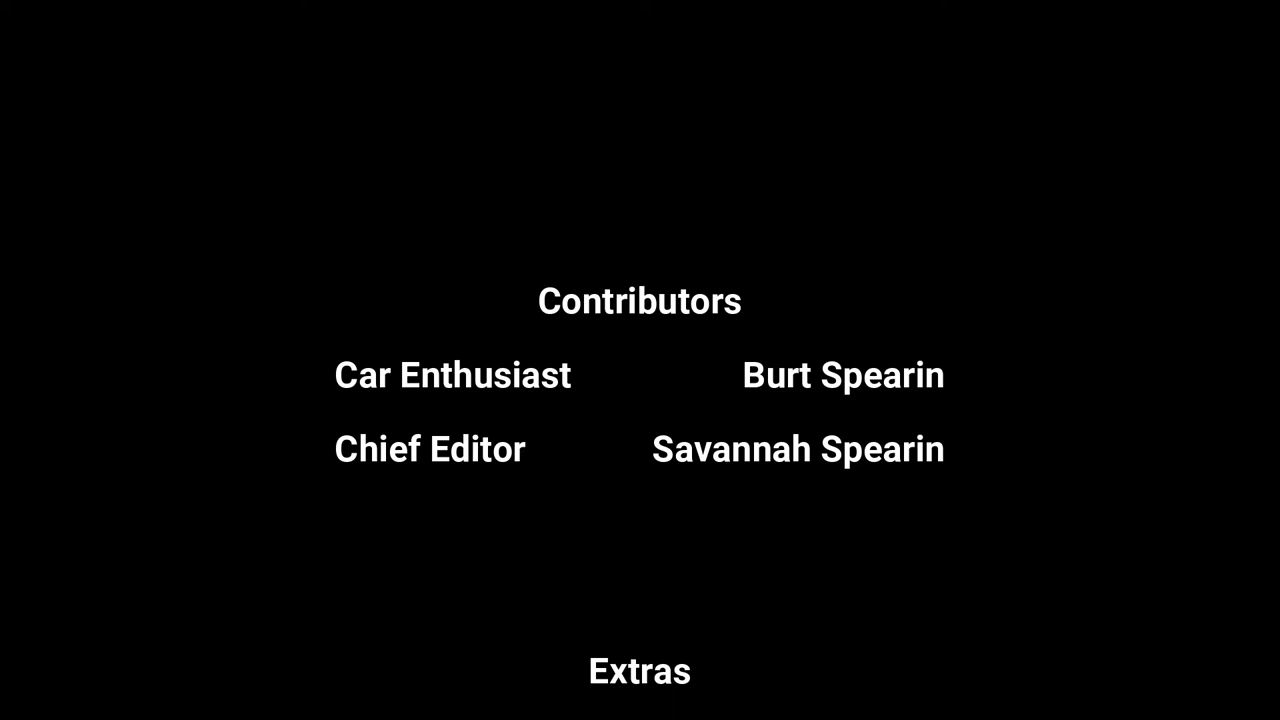 Contributors
Car Enthusiast Burt Spearin
Chief Editor Savannah Spearin
Extras